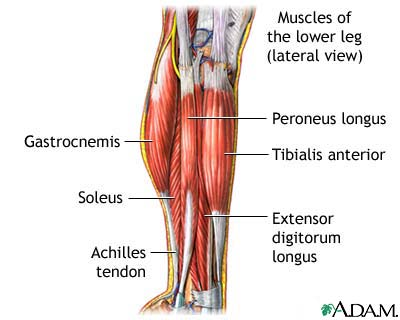 Muscles of
the lower leg
(lateral view)
Peroneus longus
Gastrocnemis
Tibialis anterior
Soleus
Extensor
digitorum
longus
Achilles
tendon
A.D.A.M.